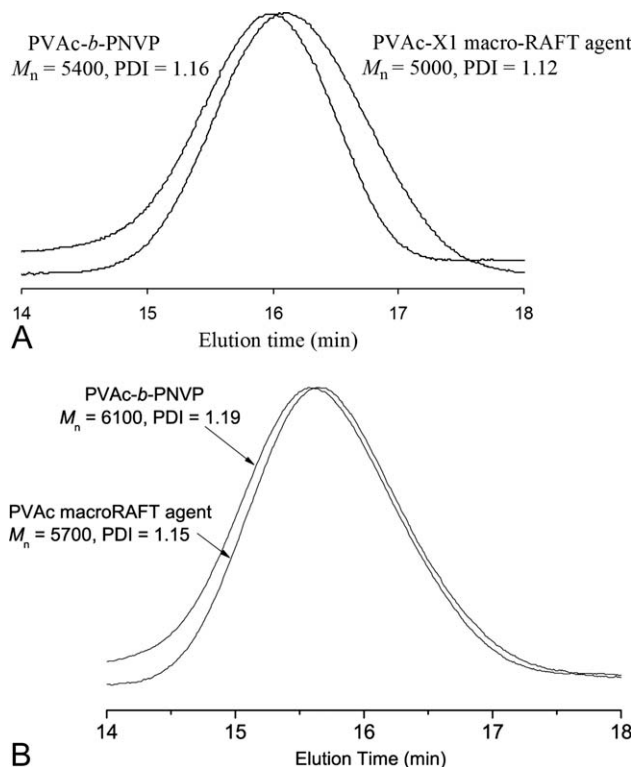 PVAc-b-PNVP
Mn = 5400, PDI = 1.16
PVAc-X1 macro-RAFT agent
Mn = 5000, PDI = 1.12
14 15 16 17 18
A
Elution time (min)
PVAc-b-PNVP
Mn = 6100, PDI = 1.19
PVAc macroRAFT agent
Mn = 5700, PDI = 1.15
14 15 16 17 18
B
Elution Time (min)